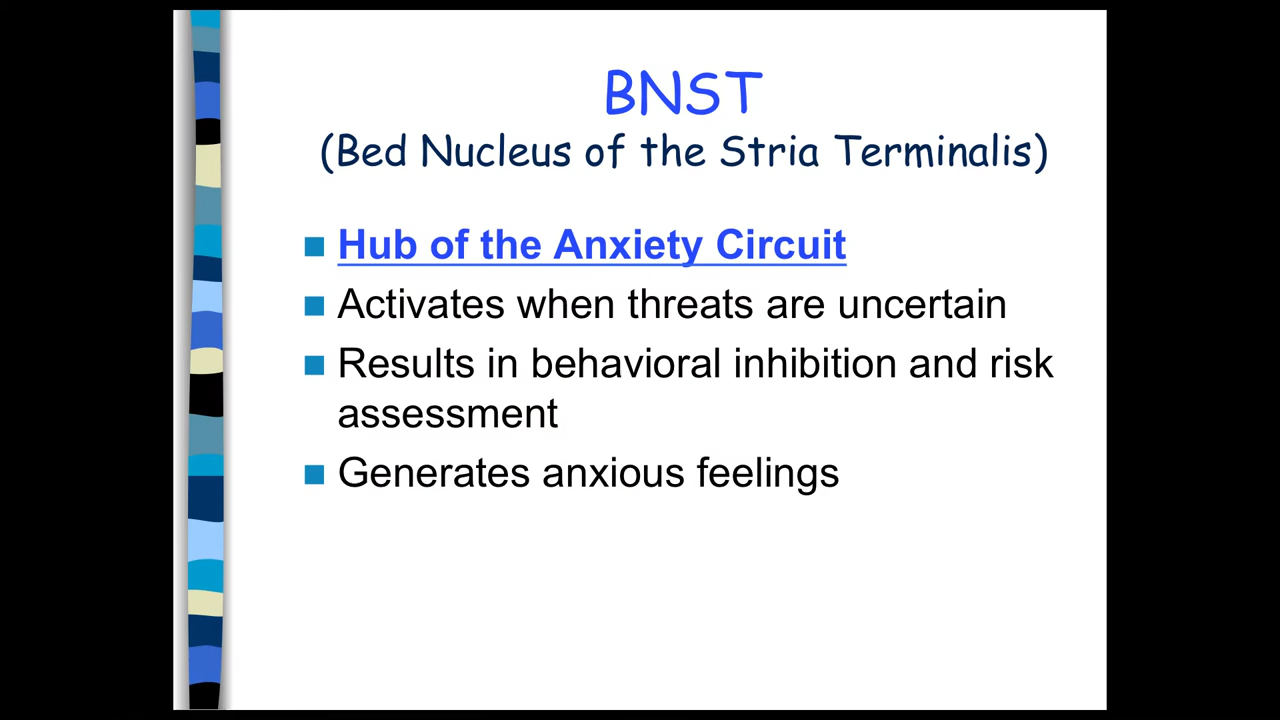 BNST
(Bed Nucleus of the Stria Terminalis)
Hub of the Anxiety Circuit
Activates when threats are uncertain
Results in behavioral inhibition and risk
assessment
Generates anxious feelings